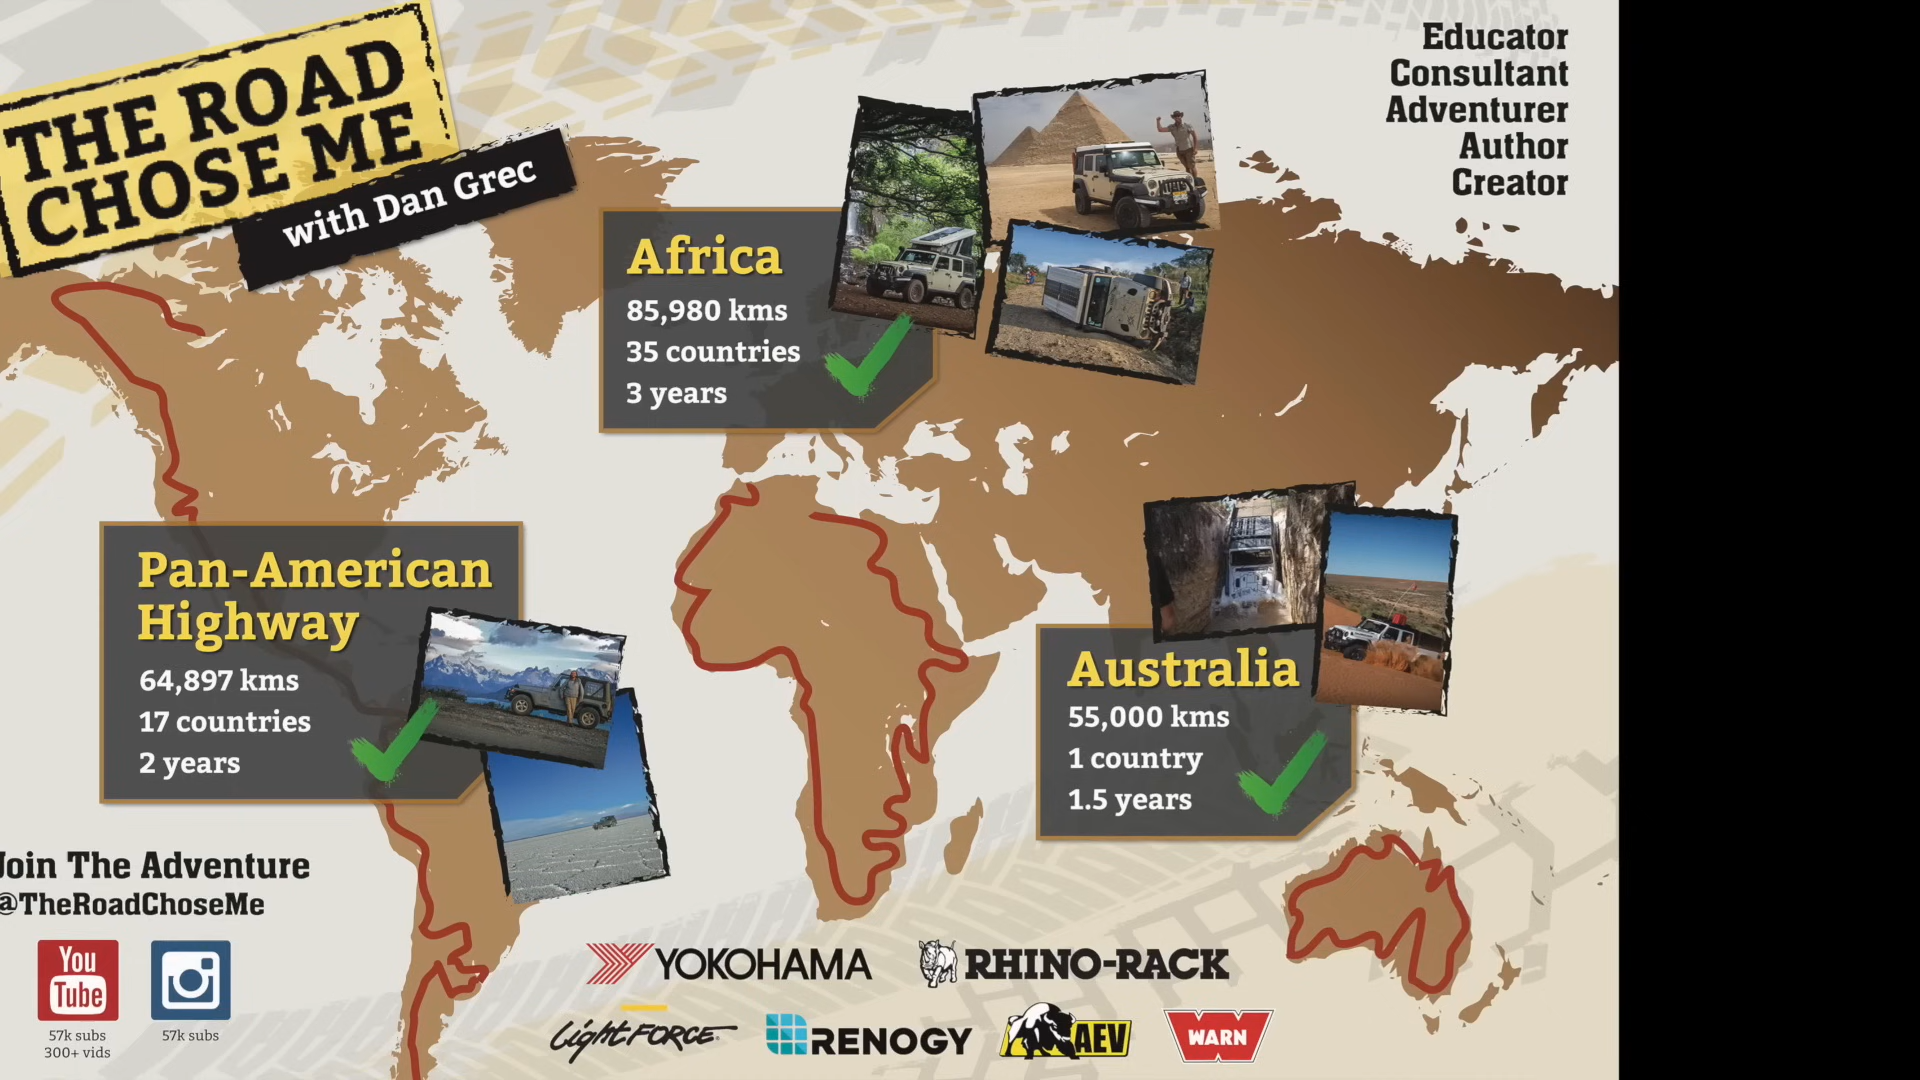 THE ROAD
CHOSE ME
with Dan Grec
Educator
Consultant
Adventurer
Author
Creator
Africa
85,980 kms
35 countries
3 years
Pan-American
Highway
64,897 kms
17 countries
2 years
Australia
55,000 kms
1 country
1.5 years
Join The Adventure
@TheRoadChoseMe
You
Tube
57k subs
300+ vids
57k subs
YOKOHAMA
RHINO-RACK
LightFORCE
RENOGY
AEV
WARN